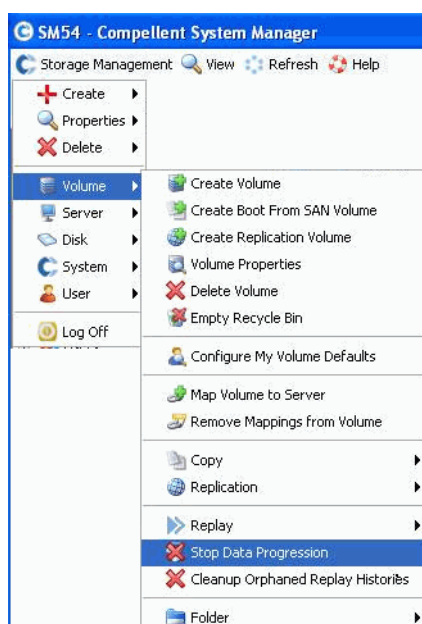 SM54 - Compellent System Manager
Storage Management View Refresh Help
Create
Properties
Delete
Volume
Server
Disk
System
User
Log Off
Create Volume
Create Boot From SAN Volume
Create Replication Volume
Volume Properties
Delete Volume
Empty Recycle Bin
Configure My Volume Defaults
Map Volume to Server
Remove Mappings from Volume
Copy
Replication
Replay
Stop Data Progression
Cleanup Orphaned Replay Histories
Folder